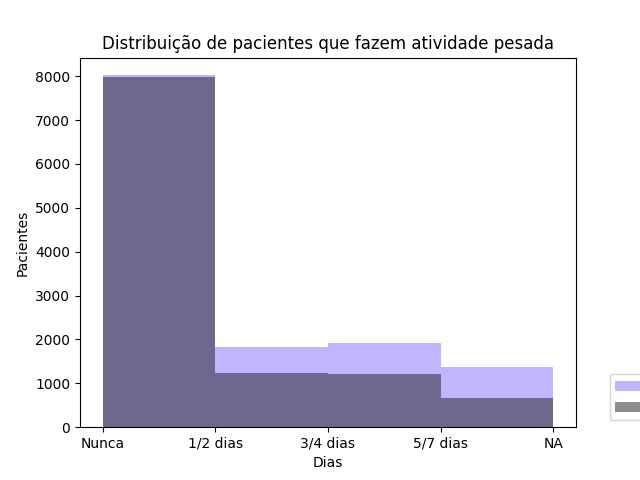 Distribuição de pacientes que fazem atividade pesada
8000
7000
6000
5000
4000
3000
2000
1000
0
Pacientes
Nunca 1/2 dias 3/4 dias 5/7 dias NA
Dias